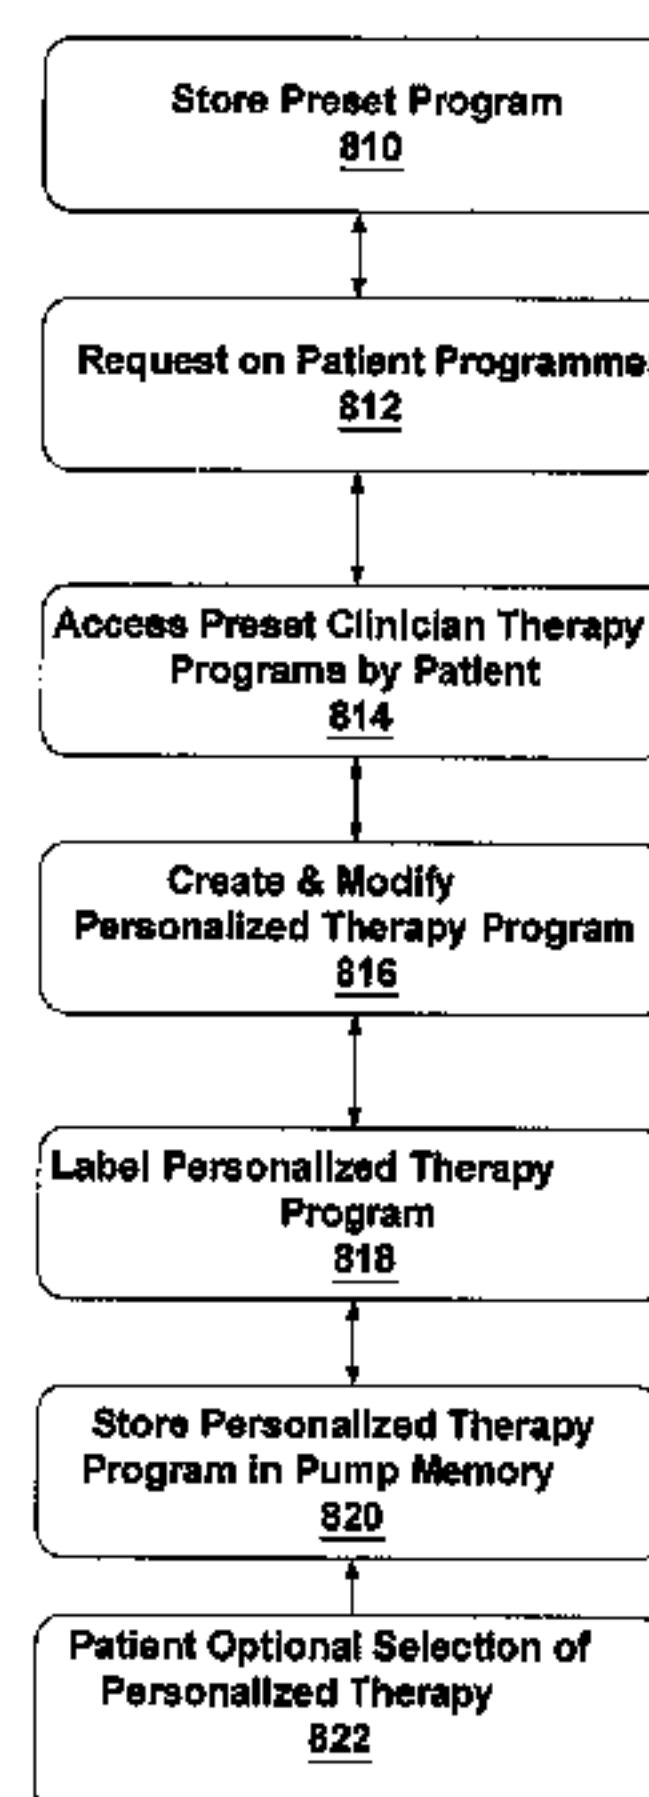 Store Preset Program
810
Request on Patient Programme
812
Access Preset Clinician Therapy
Programs by Patient
814
Create & Modify
Personalized Therapy Program
816
Label Personalized Therapy
Program
818
Store Personalized Therapy
Program in Pump Memory
820
Patient Optional Selection of
Personalized Therapy
822